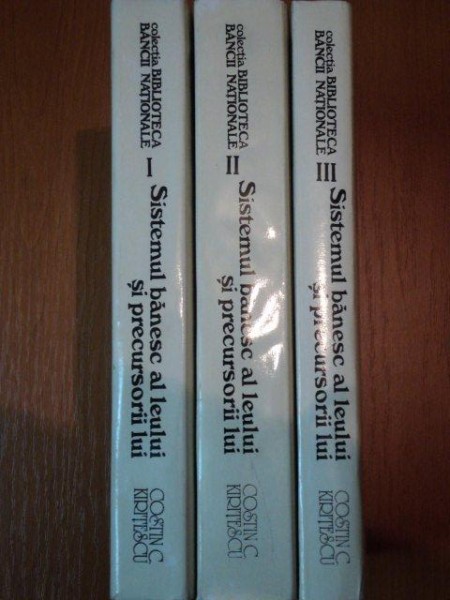 colecția BIBLIOTECA
BĂNCII NAȚIONALE
I
Sistemul bănesc al leului
și precursorii lui
COSTIN C
KIRIȚESCU
colecția BIBLIOTECA
BĂNCII NAȚIONALE
II
Sistemul bănesc al leului
și precursorii lui
COSTIN C
KIRIȚESCU
colecția BIBLIOTECA
BĂNCII NAȚIONALE
III
Sistemul bănesc al leului
și precursorii lui
COSTIN C
KIRIȚESCU